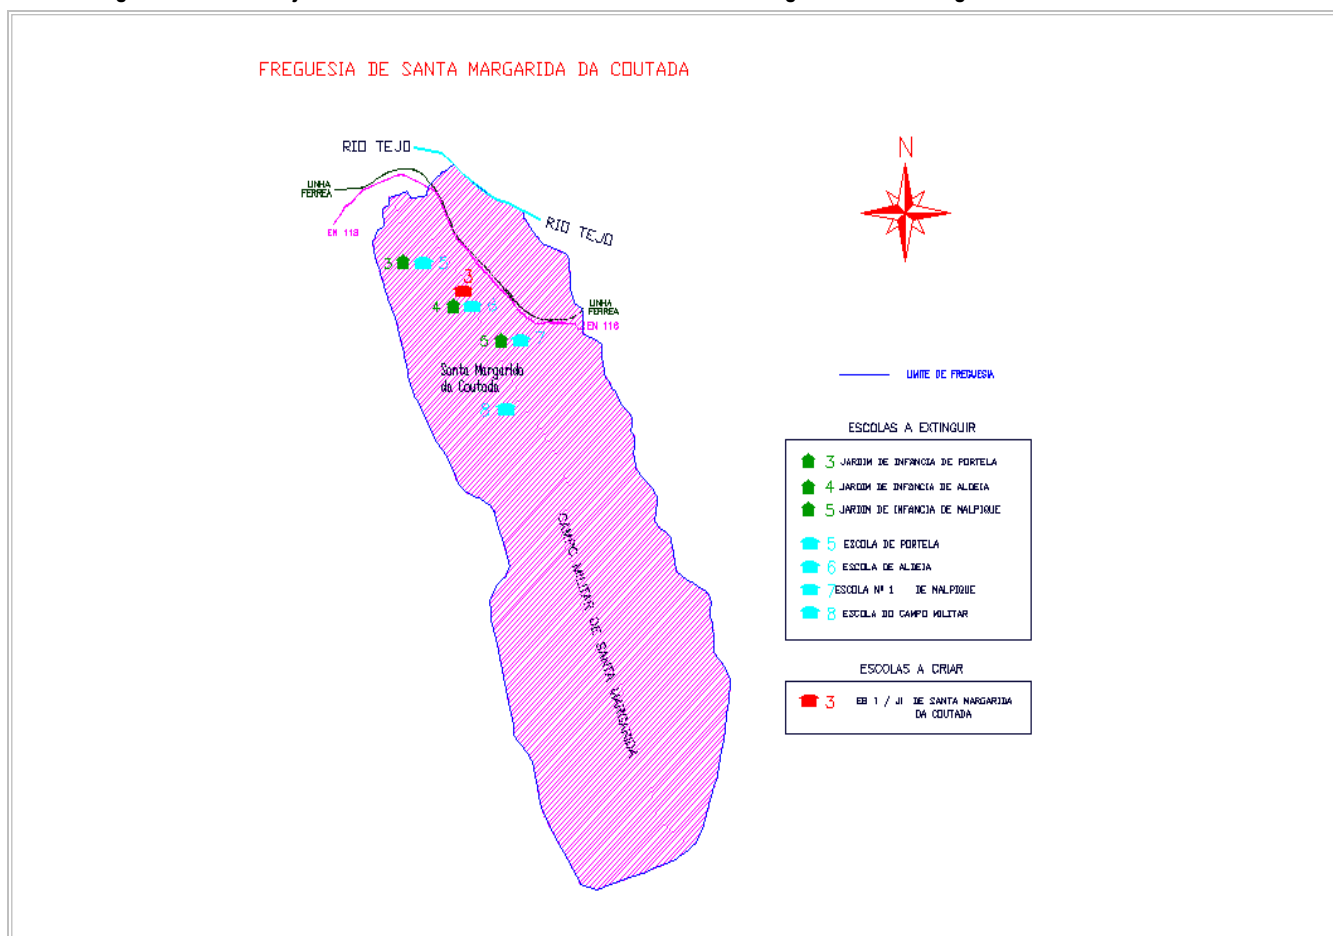 FREGUESIA DE SANTA MARGARIDA DA COUTADA
RIO TEJO
N
LINHA
FERREA
EN 118
RIO TEJO
3 5
3
4 6
LINHA
FERREA
EN 118
5 7
Santa Margarida
da Coutada
8
CAMPO MILITAR DE SANTA MARGARIDA
LIMITE DE FREGUESIA
ESCOLAS A EXTINGUIR
3 JARDIM DE INFANCIA DE PORTELA
4 JARDIM DE INFANCIA DE ALDEIA
5 JARDIM DE INFANCIA DE MALPIQUE
5 ESCOLA DE PORTELA
6 ESCOLA DE ALDEIA
7 ESCOLA Nº 1 DE MALPIQUE
8 ESCOLA DO CAMPO MILITAR
ESCOLAS A CRIAR
3 EB 1 / JI DE SANTA MARGARIDA
DA COUTADA